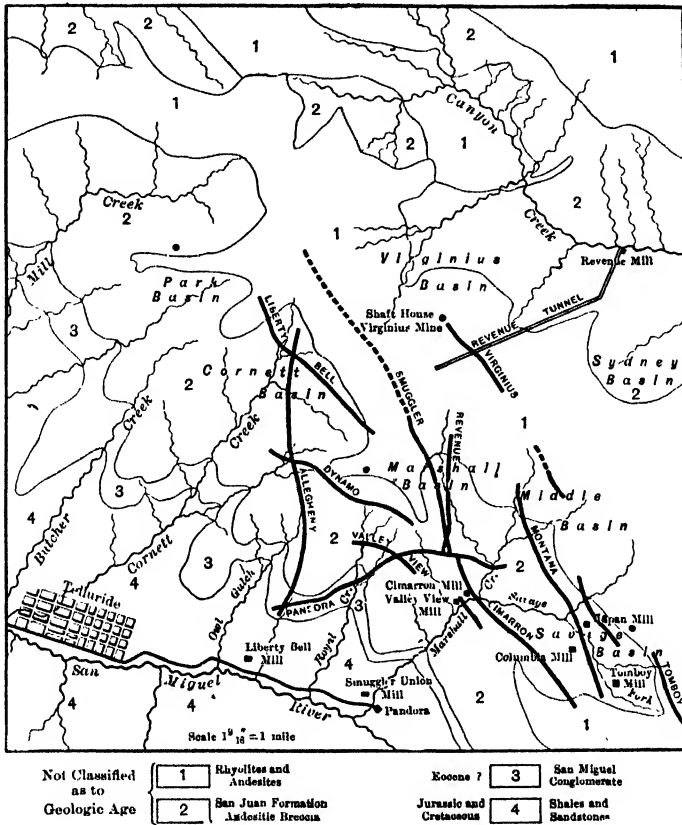 2
2
1
2
1
1
2
Canyon
2
1
2
Creek
2
Creek
Mill
Park
Basin
1
Virginius
Basin
Revenue Mill
Shaft House
Virginius Mine
REVENUE TUNNEL
VIRGINIUS
Sydney
Basin
2
3
LIBERTY
BELL
Cornett
Basin
2
SMUGGLER
REVENUE
1
Creek
Creek
ALLEGHENY
DYNAMO
Marshall
Basin
Middle
Basin
MONTANA
3
4
Butcher
Cornett
4
3
2
VALLEY
VIEW
2
Telluride
Owl
Gulch
PANDORA
Cr.
3
Cimarron Mill
Valley View
Mill
Cr.
Marshall
Savage
CIMARRON
Savage
Basin
Japan Mill
Columbia Mill
Tomboy
Mill
Fork
TOMBOY
Liberty Bell
Mill
Royal
4
Smuggler Union
Mill
Pandora
San
Miguel
River
4
4
4
2
1
Scale 1 9/16" = 1 mile
Not Classified
as to
Geologic Age
1 Rhyolites and
Andesites
2 San Juan Formation
Andesitic Breccia
Eocene ? 3 San Miguel
Conglomerate
Jurassic and
Cretaceous 4 Shales and
Sandstones